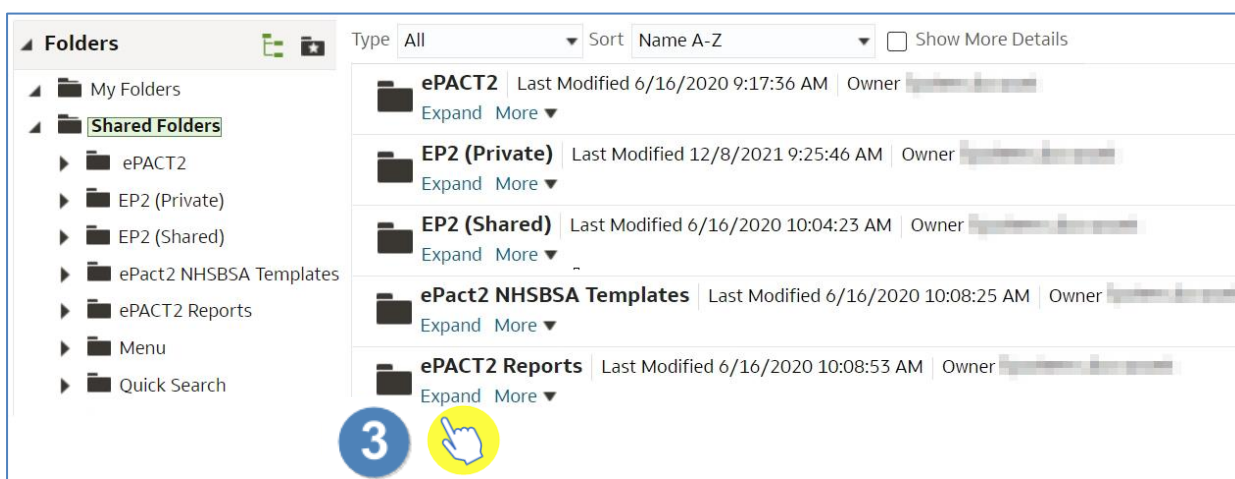 Folders
My Folders
Shared Folders
ePACT2
EP2 (Private)
EP2 (Shared)
ePact2 NHSBSA Templates
ePACT2 Reports
Menu
Quick Search
Type All Sort Name A-Z Show More Details
ePACT2 Last Modified 6/16/2020 9:17:36 AM Owner
Expand More
EP2 (Private) Last Modified 12/8/2021 9:25:46 AM Owner
Expand More
EP2 (Shared) Last Modified 6/16/2020 10:04:23 AM Owner
Expand More
ePact2 NHSBSA Templates Last Modified 6/16/2020 10:08:25 AM Owner
Expand More
ePACT2 Reports Last Modified 6/16/2020 10:08:53 AM Owner
Expand More
3